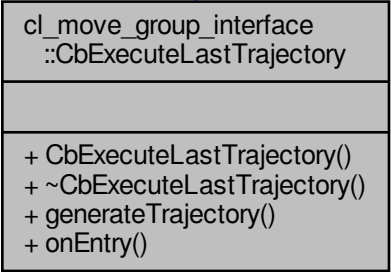 cl_move_group_interface
::CbExecuteLastTrajectory
+ CbExecuteLastTrajectory()
+ ~CbExecuteLastTrajectory()
+ generateTrajectory()
+ onEntry()